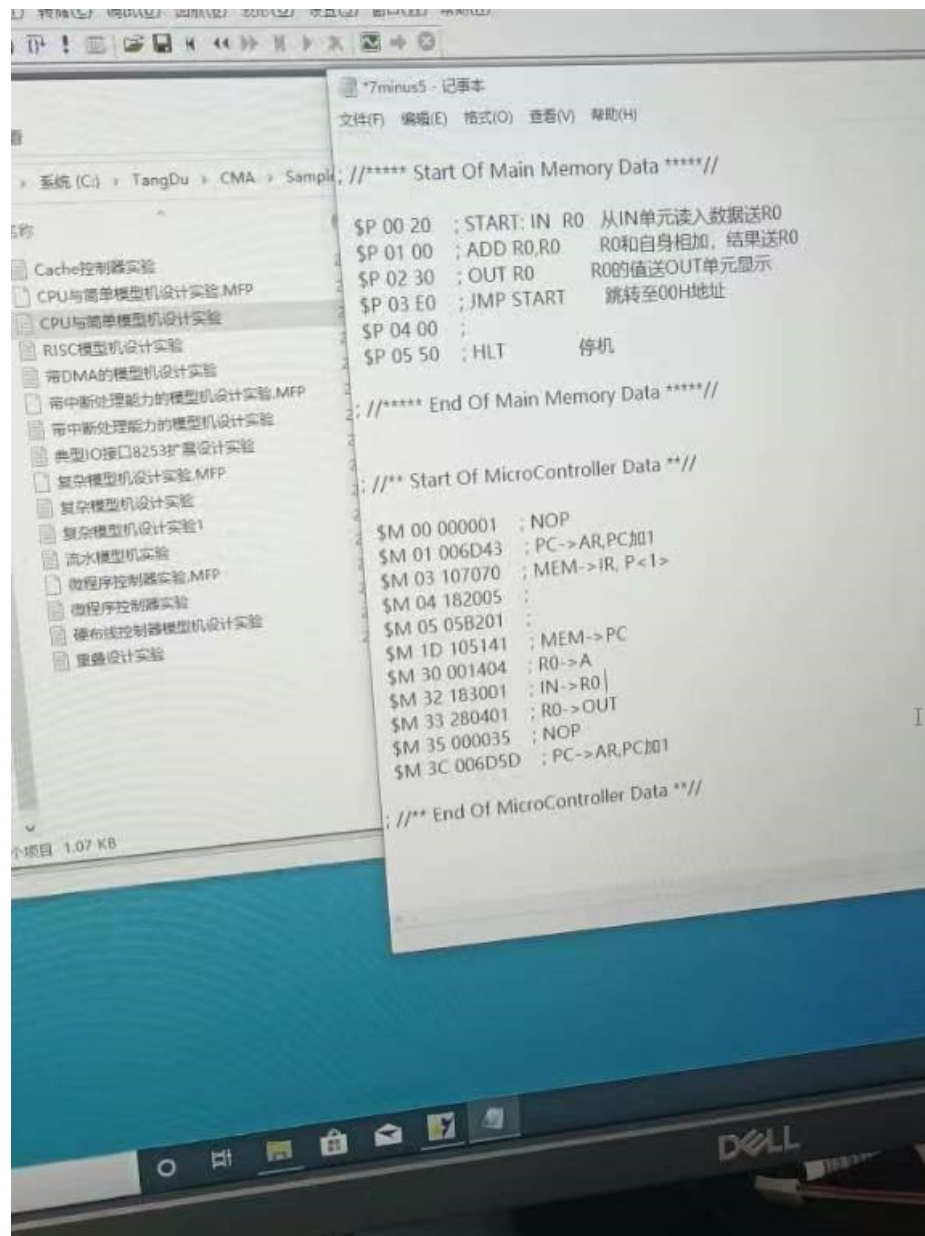 *7minus5 - 记事本
文件(F) 编辑(E) 格式(O) 查看(V) 帮助(H)
系统 (C:) › TangDu › CMA › Sample
Cache控制器实验
CPU与简单模型机设计实验.MFP
CPU与简单模型机设计实验
RISC模型机设计实验
带DMA的模型机设计实验
带中断处理能力的模型机设计实验.MFP
带中断处理能力的模型机设计实验
典型IO接口8253扩展设计实验
复杂模型机设计实验.MFP
复杂模型机设计实验
复杂模型机设计实验1
流水模型机实验
微程序控制器实验.MFP
微程序控制器实验
硬布线控制器模型机设计实验
重叠设计实验
个项目 1.07 KB
; //***** Start Of Main Memory Data *****//
$P 00 20 ; START: IN R0 从IN单元读入数据送R0
$P 01 00 ; ADD R0,R0 R0和自身相加，结果送R0
$P 02 30 ; OUT R0 R0的值送OUT单元显示
$P 03 E0 ; JMP START 跳转至00H地址
$P 04 00 ;
$P 05 50 ; HLT 停机
; //***** End Of Main Memory Data *****//
; //** Start Of MicroController Data **//
$M 00 000001 ; NOP
$M 01 006D43 ; PC->AR,PC加1
$M 03 107070 ; MEM->IR, P<1>
$M 04 182005 ;
$M 05 05B201 ;
$M 1D 105141 ; MEM->PC
$M 30 001404 ; R0->A
$M 32 183001 ; IN->R0
$M 33 280401 ; R0->OUT
$M 35 000035 ; NOP
$M 3C 006D5D ; PC->AR,PC加1
; //** End Of MicroController Data **//
DELL